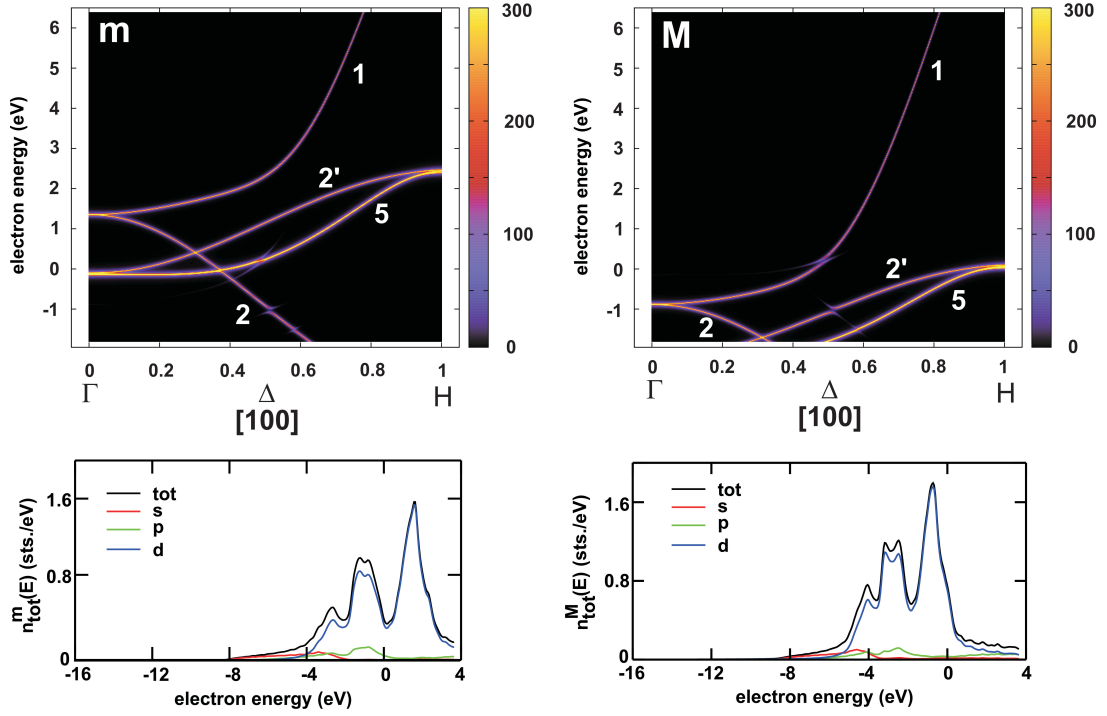 m
electron energy (eV)
6
5
4
3
2
1
0
-1
1
2'
5
2
0 0.2 0.4 0.6 0.8 1
Γ Δ H
[100]
300
200
100
0
M
electron energy (eV)
6
5
4
3
2
1
0
-1
1
2'
5
2
0 0.2 0.4 0.6 0.8 1
Γ Δ H
[100]
300
200
100
0
n^m_tot(E) (sts./eV)
1.6
0.8
0
tot
s
p
d
-16 -12 -8 -4 0 4
electron energy (eV)
n^M_tot(E) (sts./eV)
1.6
0.8
0
tot
s
p
d
-16 -12 -8 -4 0 4
electron energy (eV)